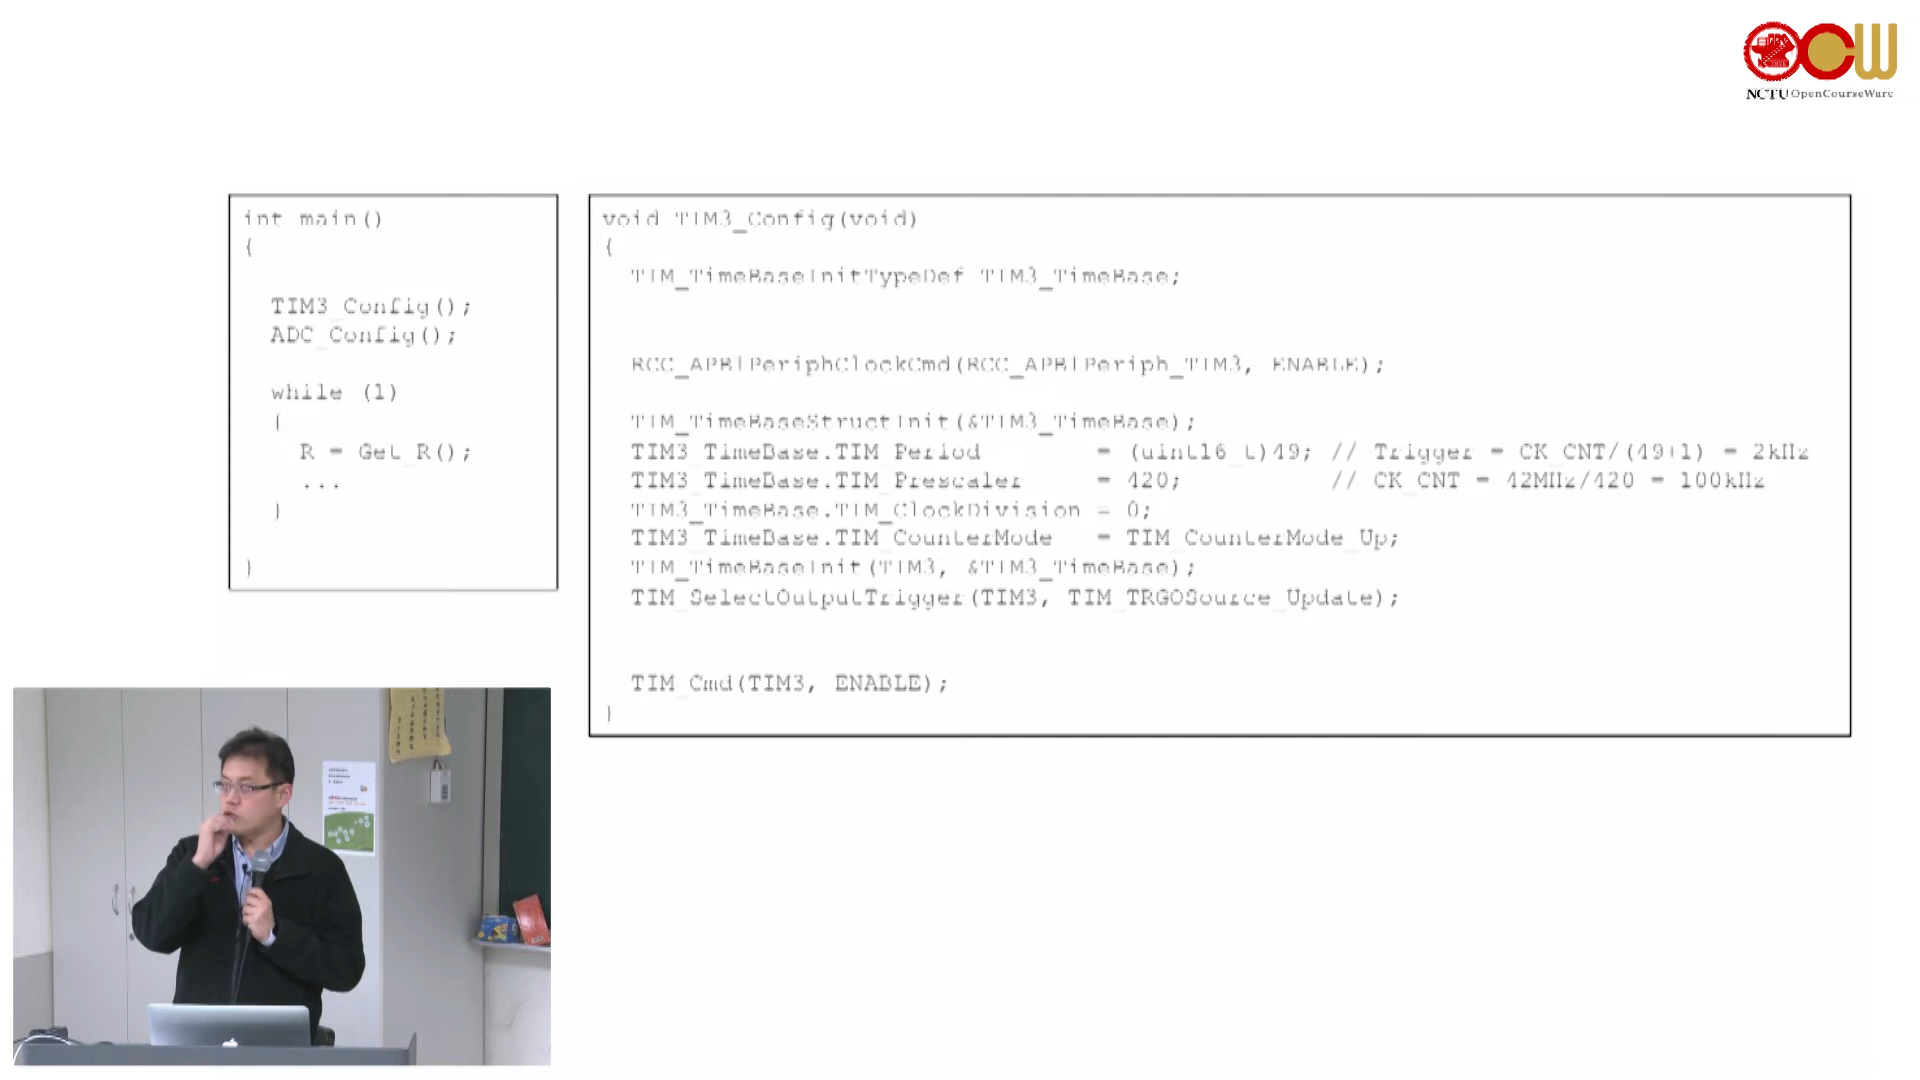 NCTU OpenCourseWare
int main()
{
TIM3_Config();
ADC_Config();
while (1)
{
R = Get_R();
...
}
}
void TIM3_Config(void)
{
TIM_TimeBaseInitTypeDef TIM3_TimeBase;
RCC_APB1PeriphClockCmd(RCC_APB1Periph_TIM3, ENABLE);
TIM_TimeBaseStructInit(&TIM3_TimeBase);
TIM3_TimeBase.TIM_Period = (uint16_t)49; // Trigger = CK_CNT/(49+1) = 2kHz
TIM3_TimeBase.TIM_Prescaler = 420; // CK_CNT = 42MHz/420 = 100kHz
TIM3_TimeBase.TIM_ClockDivision = 0;
TIM3_TimeBase.TIM_CounterMode = TIM_CounterMode_Up;
TIM_TimeBaseInit(TIM3, &TIM3_TimeBase);
TIM_SelectOutputTrigger(TIM3, TIM_TRGOSource_Update);
TIM_Cmd(TIM3, ENABLE);
}